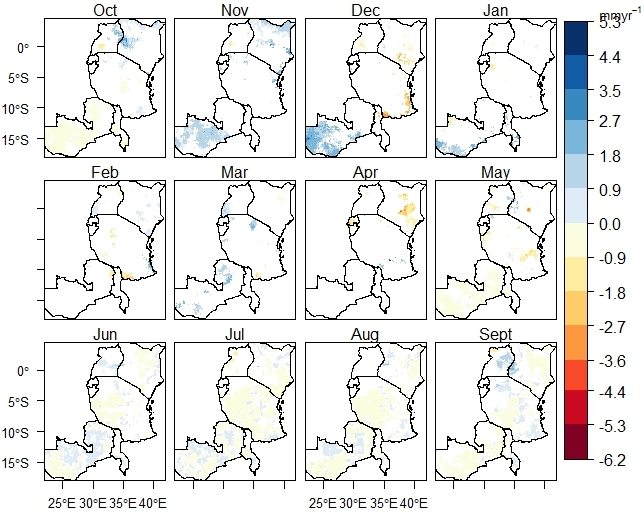 Oct Nov Dec Jan mmyr⁻¹
5.3
0° 4.4
5°S 3.5
10°S 2.7
15°S 1.8
Feb Mar Apr May
0.9
0.0
-0.9
-1.8
-2.7
Jun Jul Aug Sept
0° -3.6
5°S -4.4
10°S -5.3
15°S -6.2
25°E 30°E 35°E 40°E 25°E 30°E 35°E 40°E